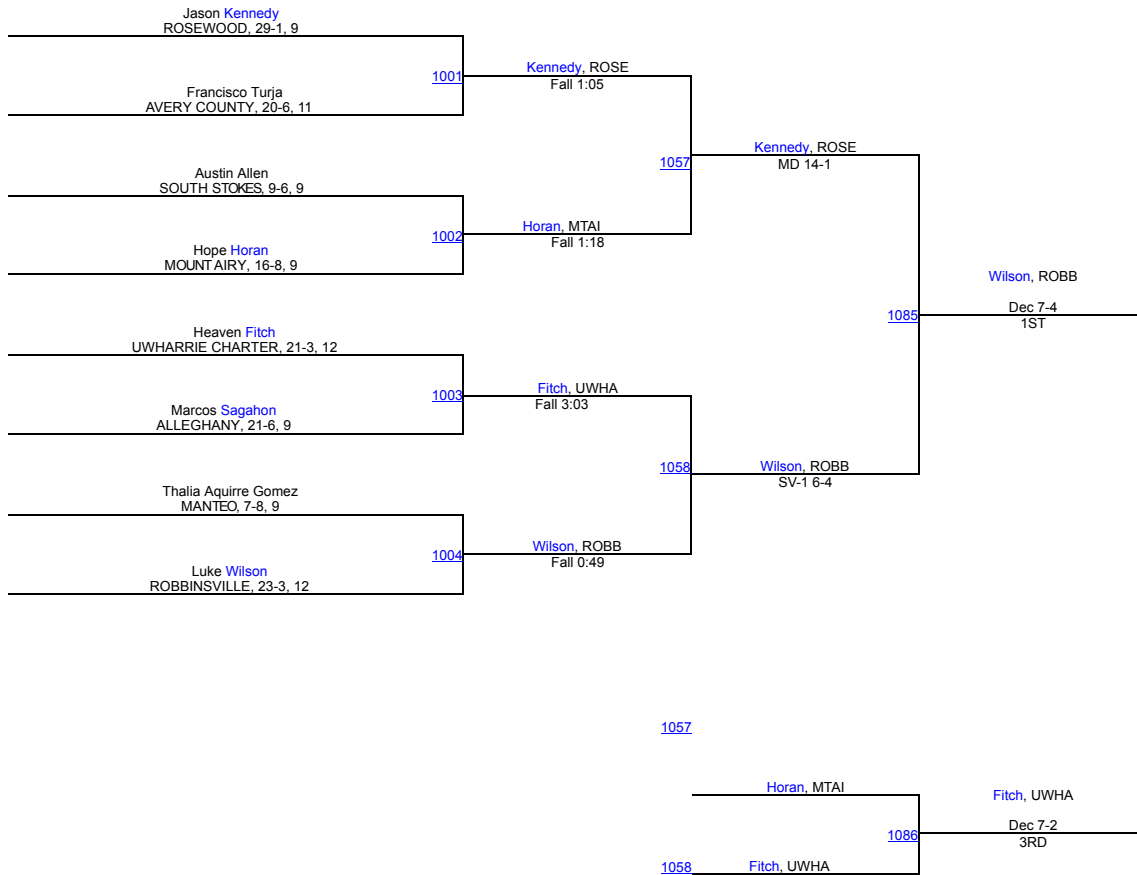 Jason Kennedy
ROSEWOOD, 29-1, 9
1001
Francisco Turja
AVERY COUNTY, 20-6, 11
Kennedy, ROSE
Fall 1:05
Austin Allen
SOUTH STOKES, 9-6, 9
1002
Hope Horan
MOUNT AIRY, 16-8, 9
Horan, MTAI
Fall 1:18
1057
Kennedy, ROSE
MD 14-1
Heaven Fitch
UWHARRIE CHARTER, 21-3, 12
1003
Marcos Sagahon
ALLEGHANY, 21-6, 9
Fitch, UWHA
Fall 3:03
Thalia Aquirre Gomez
MANTEO, 7-8, 9
1004
Luke Wilson
ROBBINSVILLE, 23-3, 12
Wilson, ROBB
Fall 0:49
1058
Wilson, ROBB
SV-1 6-4
1085
Wilson, ROBB
Dec 7-4
1ST
1057
Horan, MTAI
1086
1058
Fitch, UWHA
Fitch, UWHA
Dec 7-2
3RD